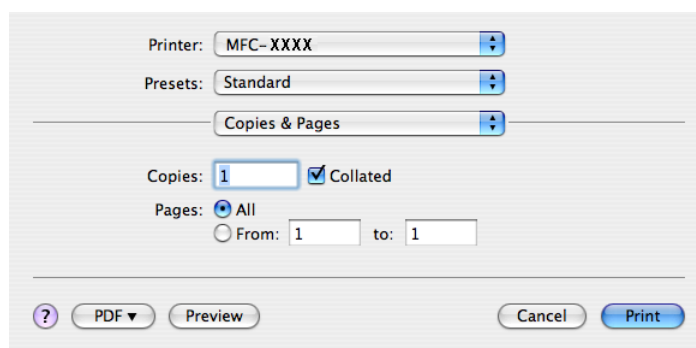 Printer: MFC-XXXX
Presets: Standard
Copies & Pages
Copies: 1 Collated
Pages: All
From: 1 to: 1
? PDF▼ Preview Cancel Print